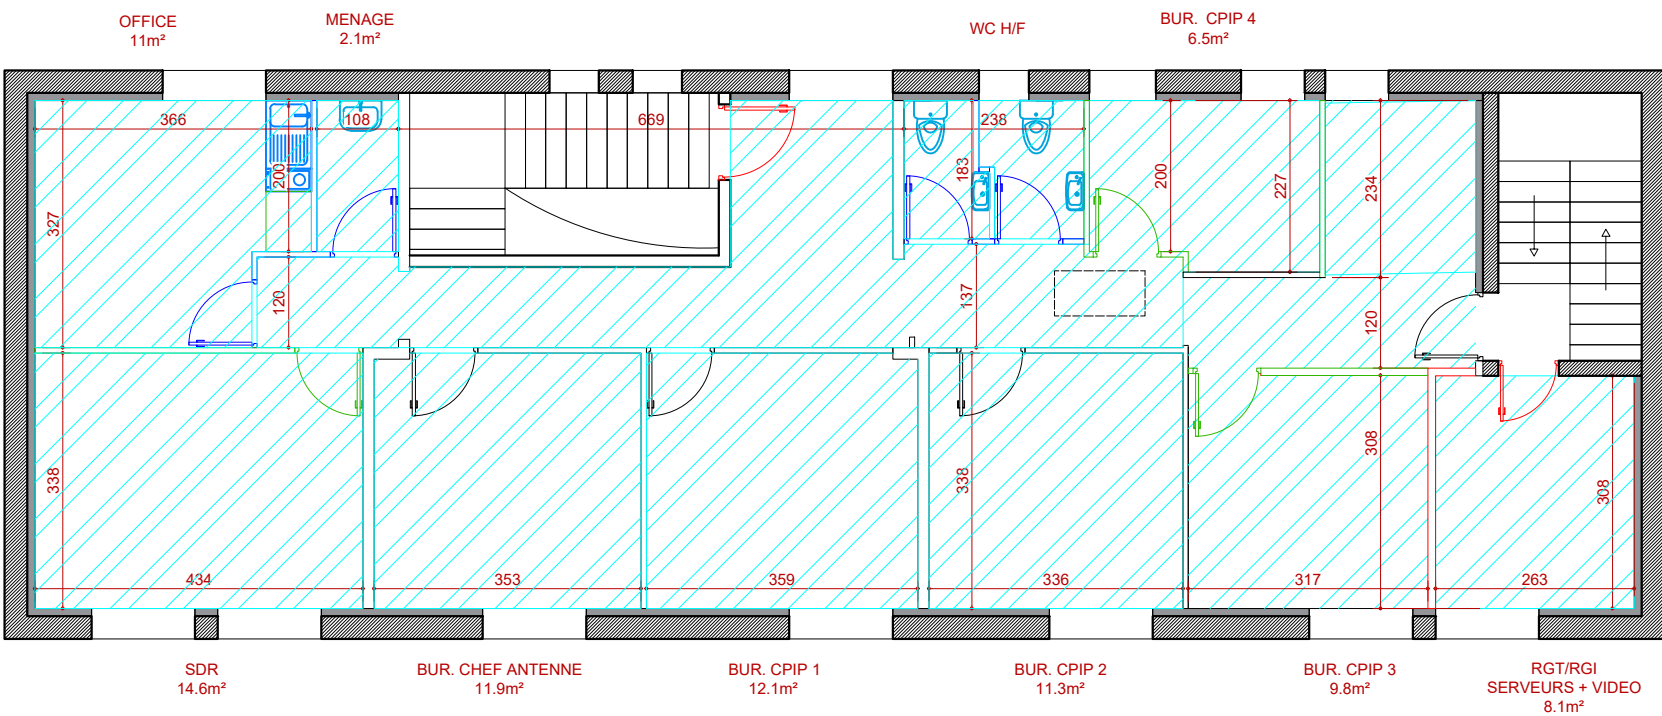 OFFICE
11m²
MENAGE
2.1m²
WC H/F
BUR. CPIP 4
6.5m²
366
108
669
238
200
183
200
227
234
327
120
137
120
338
338
308
308
434
353
359
336
317
263
SDR
14.6m²
BUR. CHEF ANTENNE
11.9m²
BUR. CPIP 1
12.1m²
BUR. CPIP 2
11.3m²
BUR. CPIP 3
9.8m²
RGT/RGI
SERVEURS + VIDEO
8.1m²